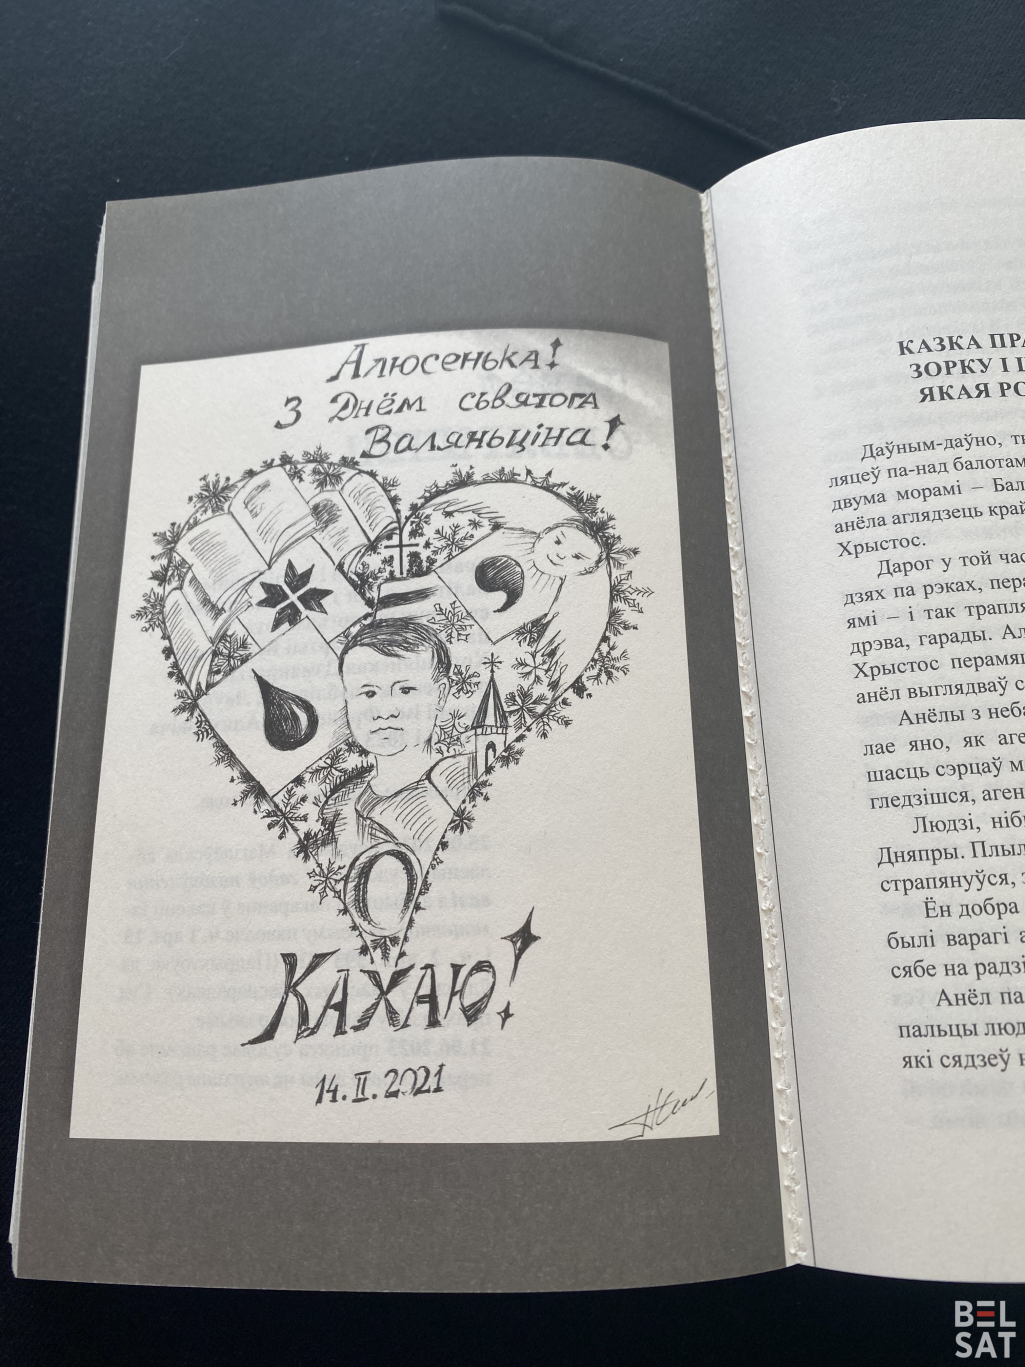 Алюсенька!
З Днём сьвятога
Валяньціна!
Кахаю!
14.II.2021
КАЗКА ПРА
ЗОРКУ І
ЯКАЯ
Даўным-даўно,
ляцеў па-над балотам
двума морамі – Бал
анёла аглядзець край
Хрыстос.
Дарог у той час
дзях па рэках, пера
ямі – і так трапля
дрэва, гарады. Ал
Хрыстос перамяш
анёл выглядваў с
Анёлы з неба
лае яно, як аге
шасць сэрцаў м
гледзішся, аген
Людзі, нібы
Дняпры. Плыл
страпянуўся,
Ён добра
былі варагі а
сябе на радзі
Анёл па
пальцы люд
які сядзеў н
BEL
SAT